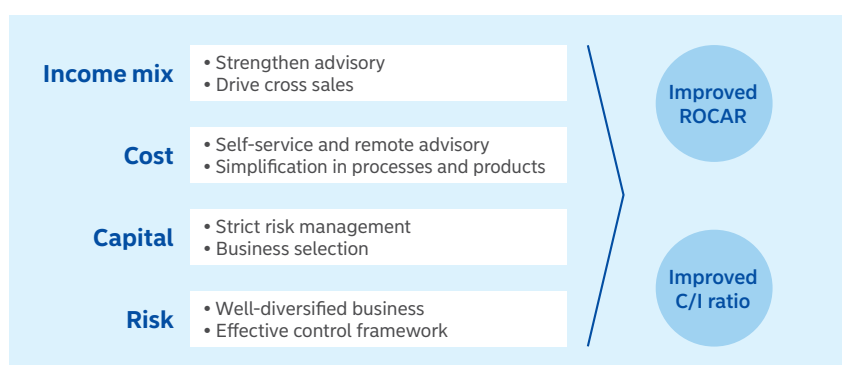 Income mix
• Strengthen advisory
• Drive cross sales
Cost
• Self-service and remote advisory
• Simplification in processes and products
Capital
• Strict risk management
• Business selection
Risk
• Well-diversified business
• Effective control framework
Improved
ROCAR
Improved
C/I ratio